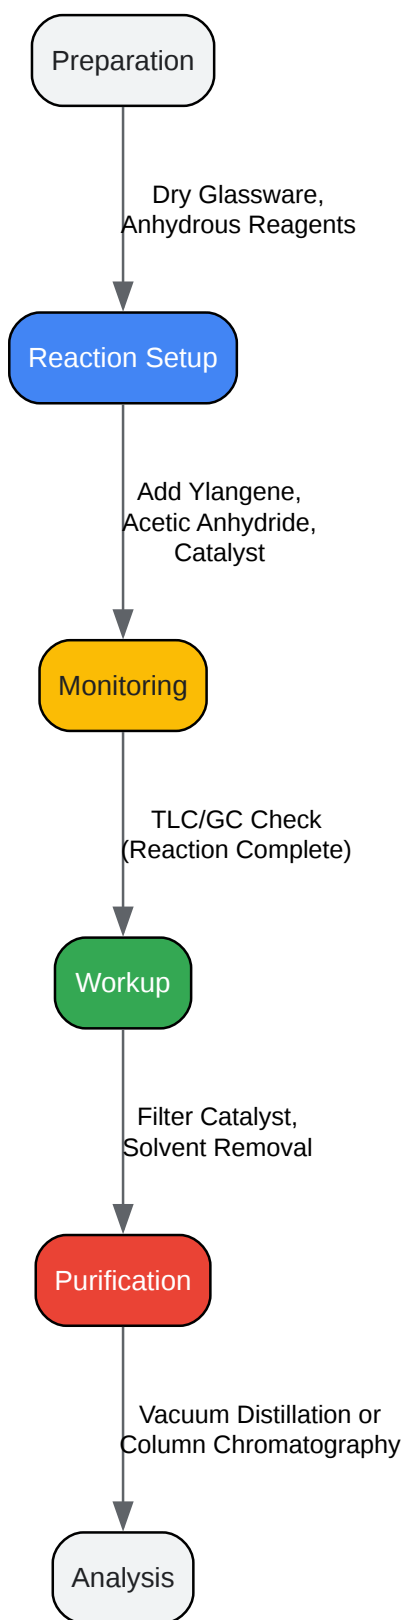 Preparation
Dry Glassware,
Anhydrous Reagents
Reaction Setup
Add Ylangene,
Acetic Anhydride,
Catalyst
Monitoring
TLC/GC Check
(Reaction Complete)
Workup
Filter Catalyst,
Solvent Removal
Purification
Vacuum Distillation or
Column Chromatography
Analysis